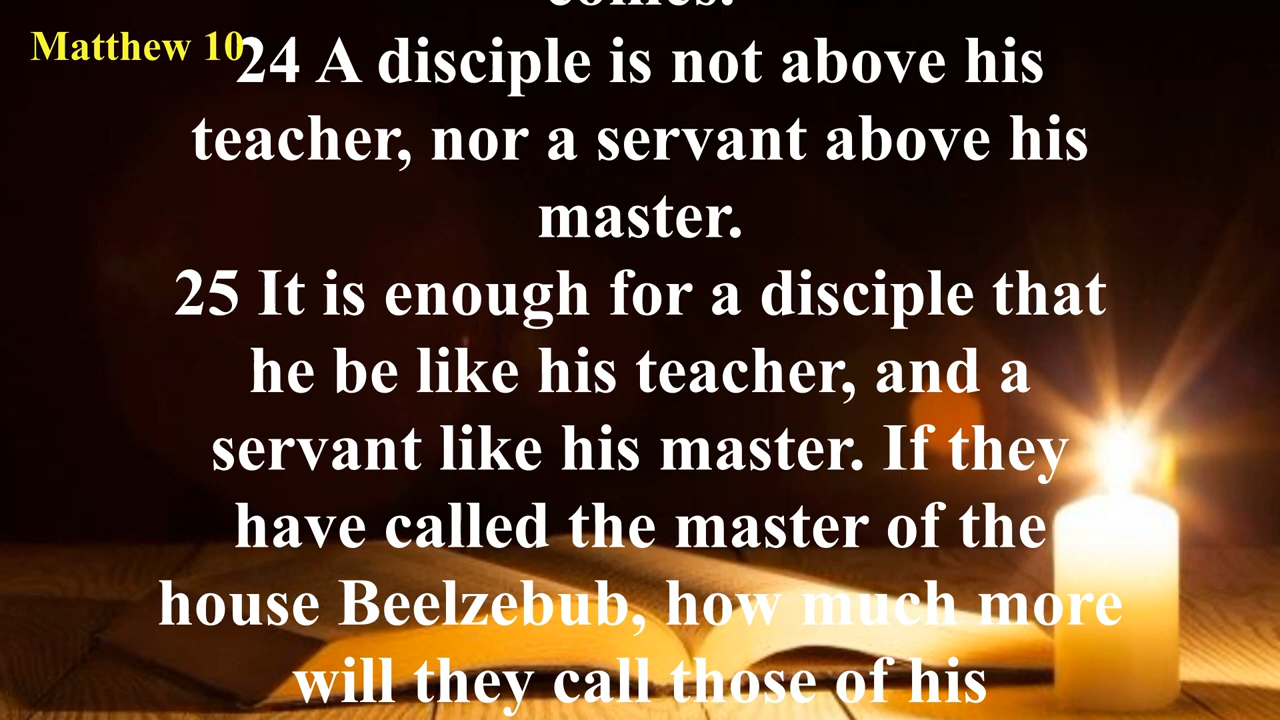 comes.
Matthew 10
24 A disciple is not above his
teacher, nor a servant above his
master.
25 It is enough for a disciple that
he be like his teacher, and a
servant like his master. If they
have called the master of the
house Beelzebub, how much more
will they call those of his